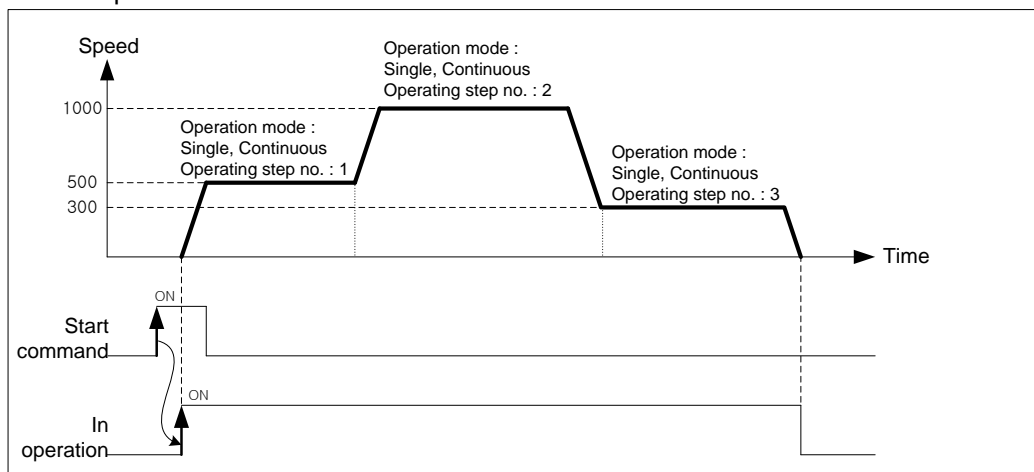 Speed
Operation mode :
Single, Continuous
Operating step no. : 2
1000
Operation mode :
Single, Continuous
Operating step no. : 1
Operation mode :
Single, Continuous
Operating step no. : 3
500
300
Time
ON
Start
command
ON
In
operation